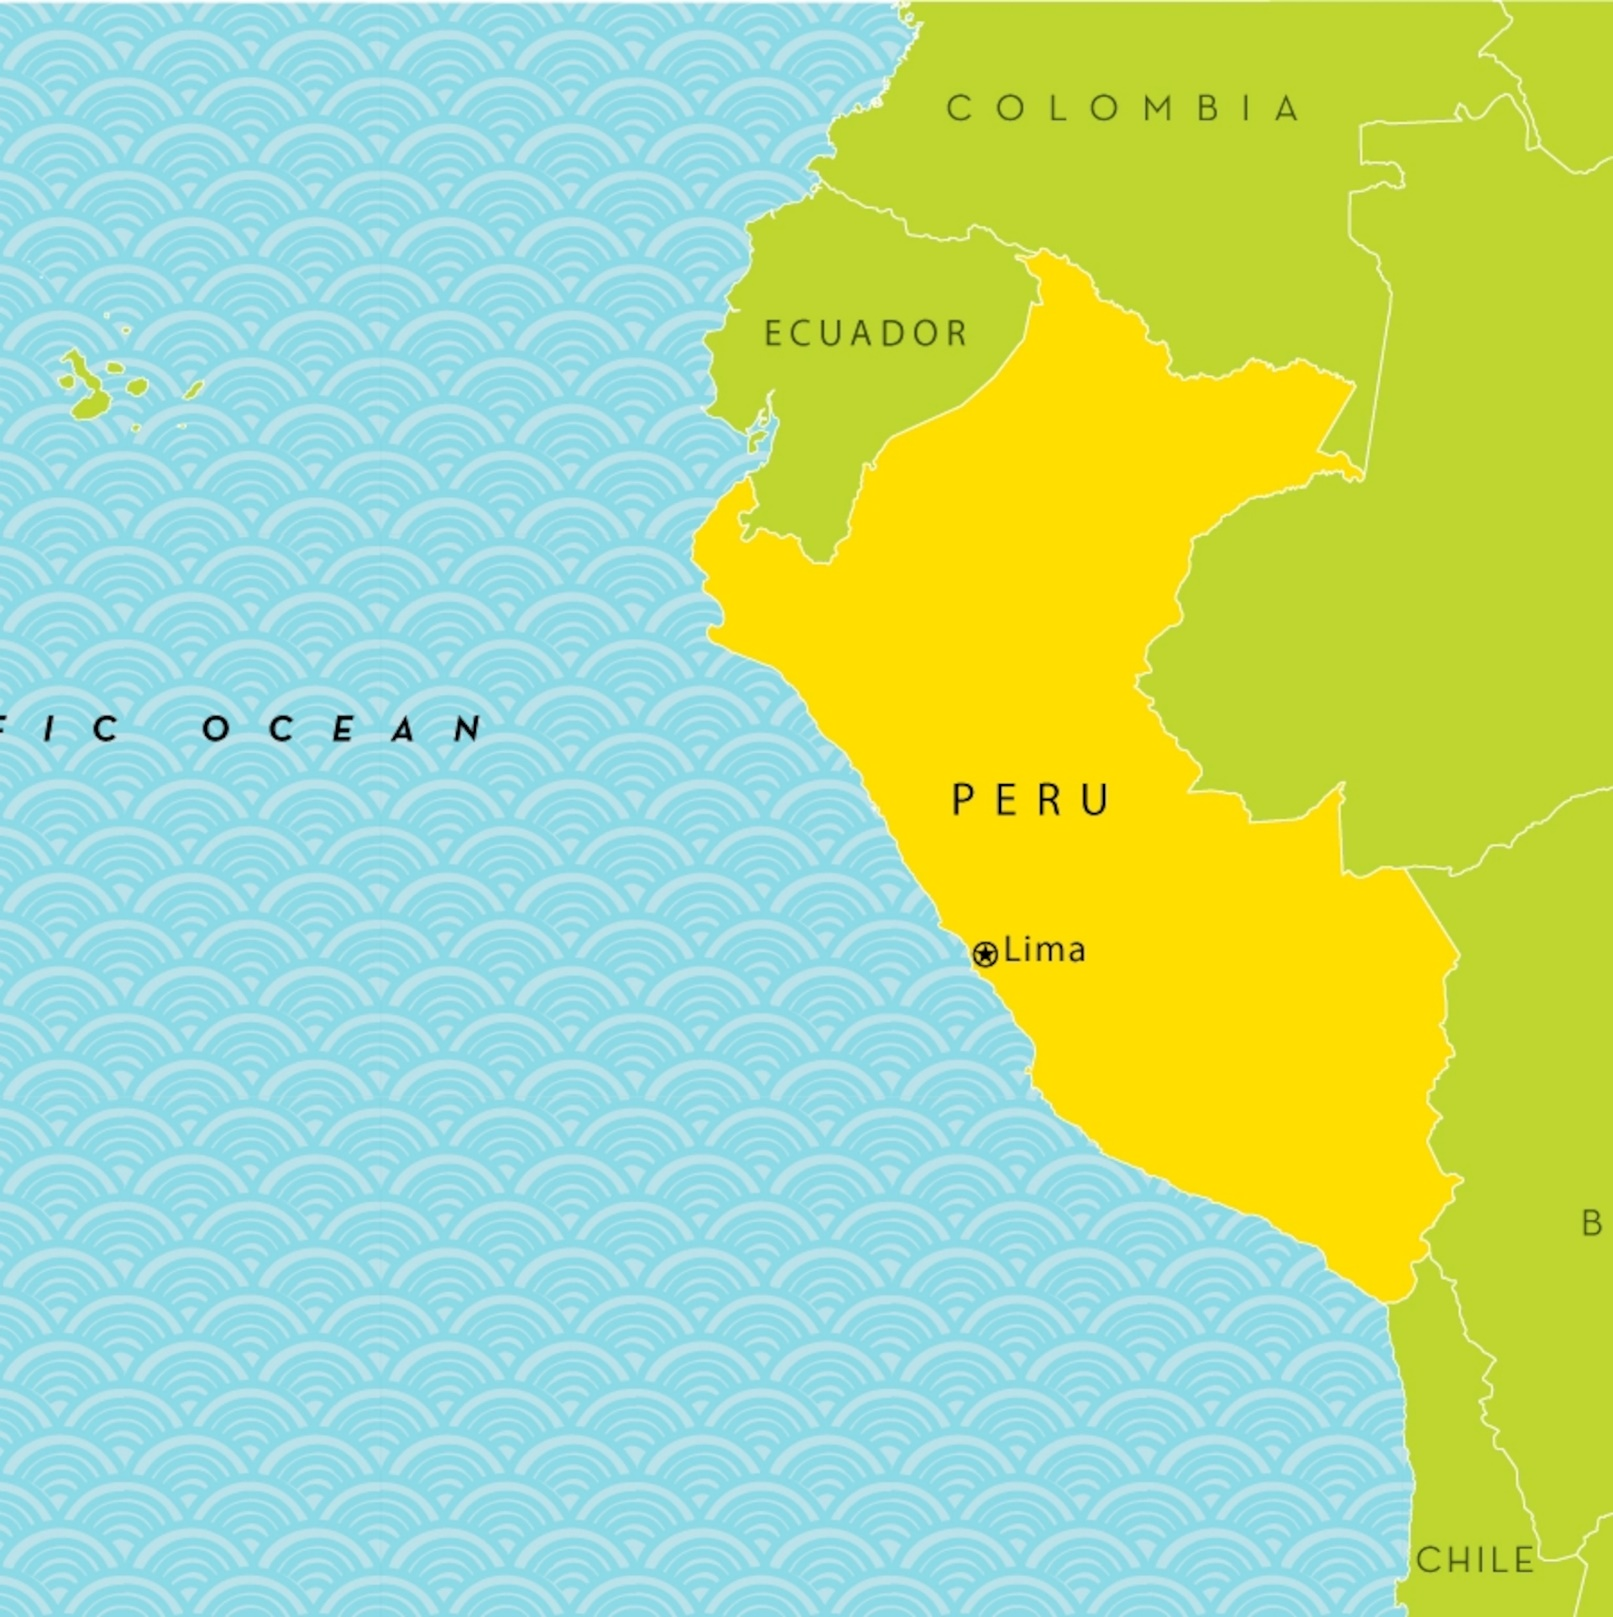 COLOMBIA
ECUADOR
FIC OCEAN
PERU
Lima
B
CHILE